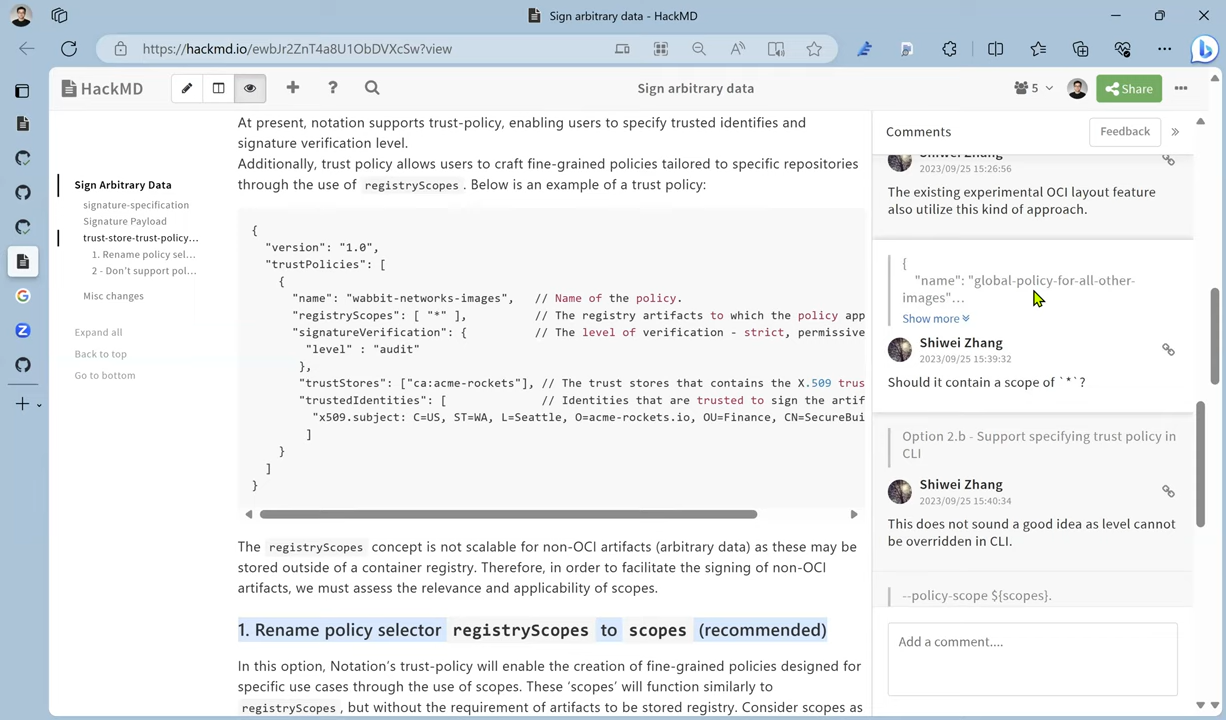 Sign arbitrary data - HackMD
https://hackmd.io/ewbJr2ZnT4a8U1ObDVXcSw?view
HackMD
Sign arbitrary data
5
Share
Sign Arbitrary Data
signature-specification
Signature Payload
trust-store-trust-policy...
1. Rename policy sel...
2 - Don't support pol...
Misc changes
Expand all
Back to top
Go to bottom
At present, notation supports trust-policy, enabling users to specify trusted identifies and
signature verification level.
Additionally, trust policy allows users to craft fine-grained policies tailored to specific repositories
through the use of registryScopes. Below is an example of a trust policy:
{
"version": "1.0",
"trustPolicies": [
{
"name": "wabbit-networks-images", // Name of the policy.
"registryScopes": [ "*" ], // The registry artifacts to which the policy app
"signatureVerification": { // The level of verification - strict, permissive
"level" : "audit"
},
"trustStores": ["ca:acme-rockets"], // The trust stores that contains the X.509 trus
"trustedIdentities": [ // Identities that are trusted to sign the artif
"x509.subject: C=US, ST=WA, L=Seattle, O=acme-rockets.io, OU=Finance, CN=SecureBui
]
}
]
}
The registryScopes concept is not scalable for non-OCI artifacts (arbitrary data) as these may be
stored outside of a container registry. Therefore, in order to facilitate the signing of non-OCI
artifacts, we must assess the relevance and applicability of scopes.
1. Rename policy selector registryScopes to scopes (recommended)
In this option, Notation's trust-policy will enable the creation of fine-grained policies designed for
specific use cases through the use of scopes. These 'scopes' will function similarly to
registryScopes, but without the requirement of artifacts to be stored registry. Consider scopes as
Comments
Feedback
Shiwei Zhang
2023/09/25 15:26:56
The existing experimental OCI layout feature
also utilize this kind of approach.
{
"name": "global-policy-for-all-other-
images"...
Show more
Shiwei Zhang
2023/09/25 15:39:32
Should it contain a scope of `*`?
Option 2.b - Support specifying trust policy in
CLI
Shiwei Zhang
2023/09/25 15:40:34
This does not sound a good idea as level cannot
be overridden in CLI.
--policy-scope ${scopes}.
Add a comment....